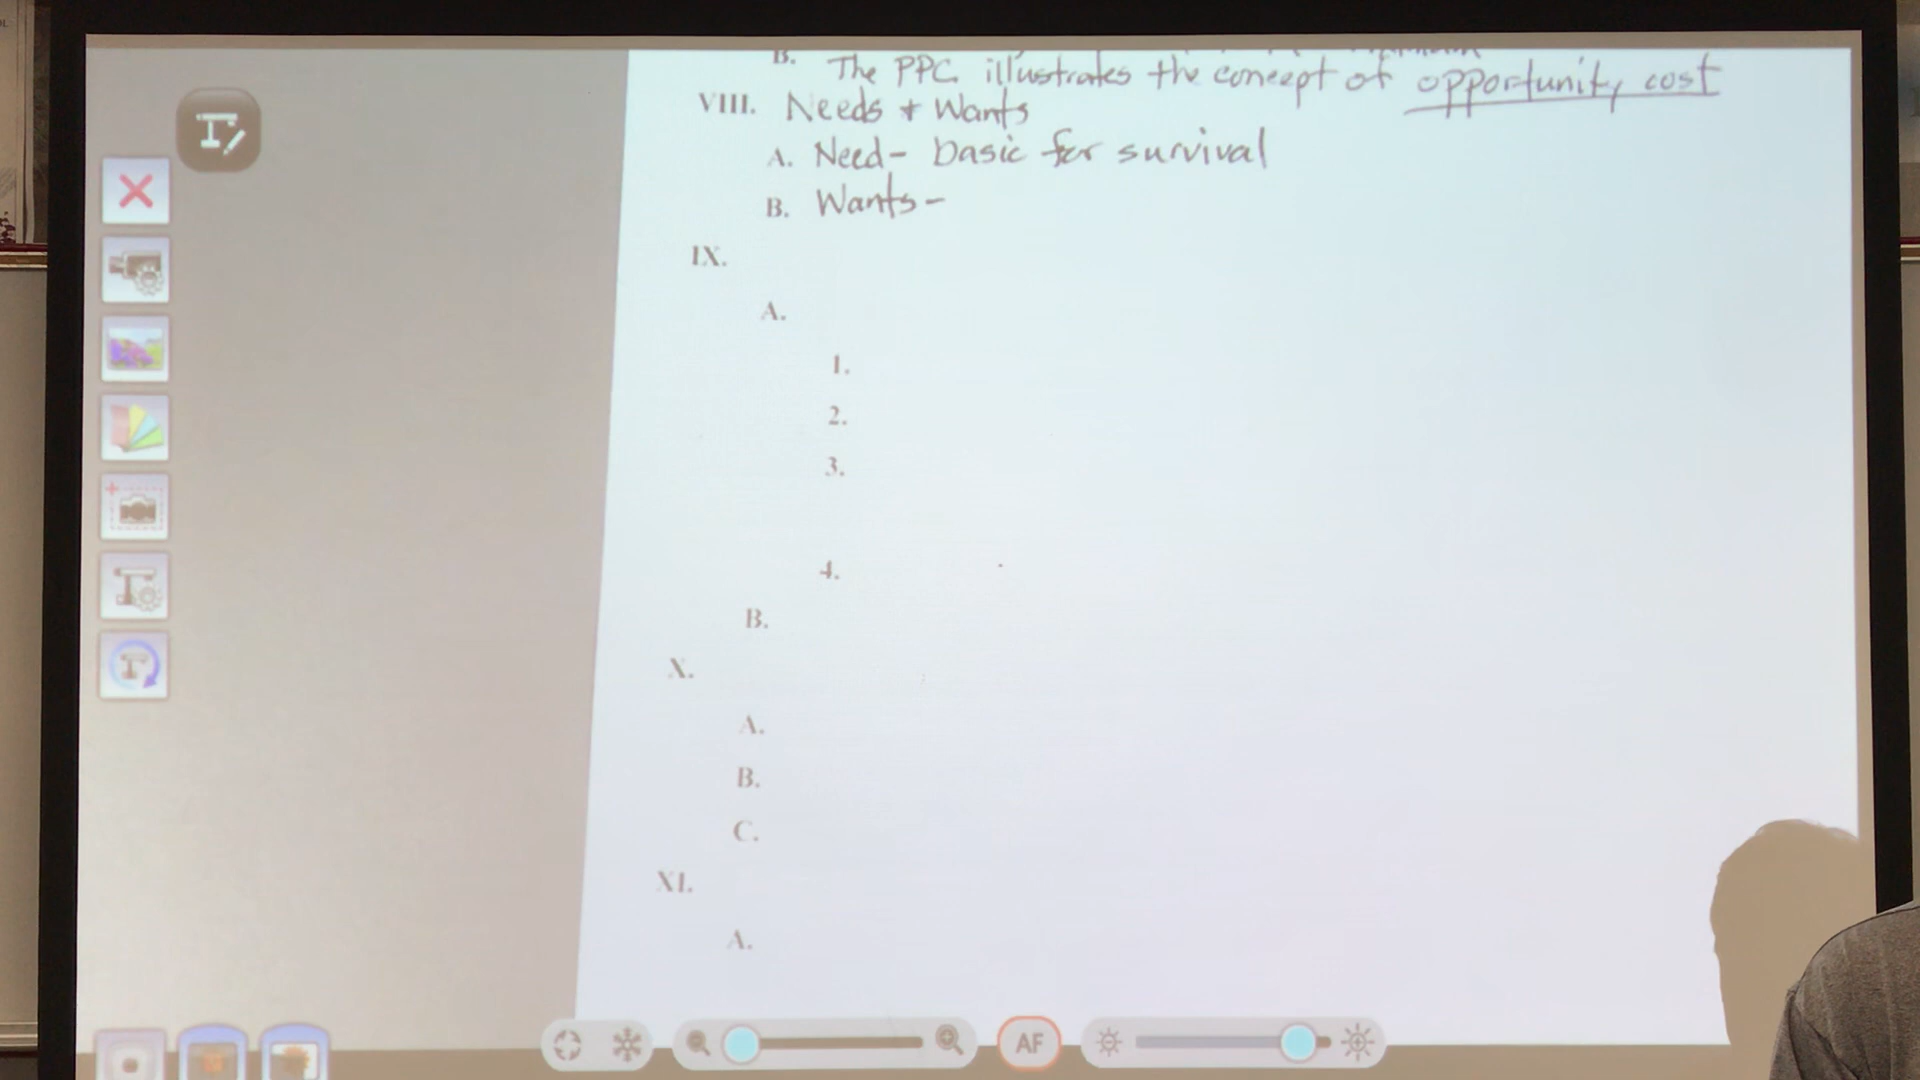 B. The PPC illustrates the concept of opportunity cost
VIII. Needs + Wants
A. Need- basic for survival
B. Wants-
IX.
A.
1.
2.
3.
4.
B.
X.
A.
B.
C.
XI.
A.
AF